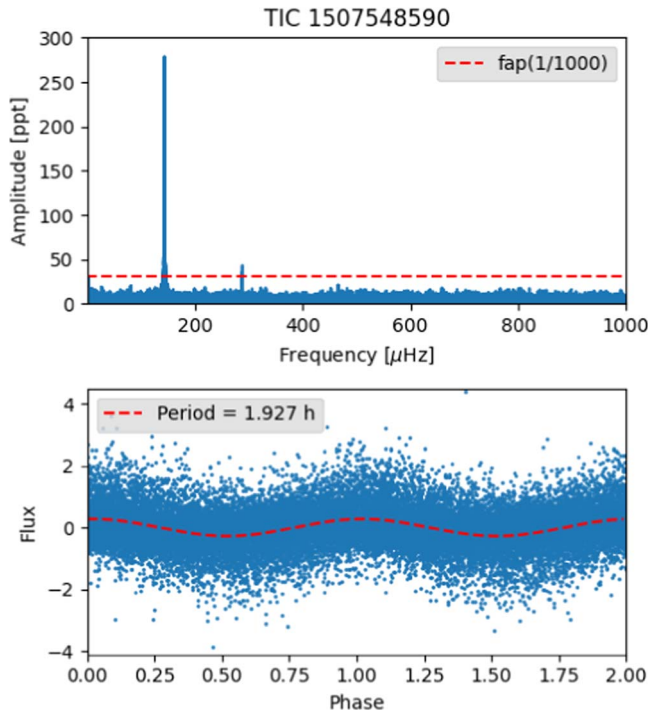 TIC 1507548590
300
250
200
150
100
50
0
Amplitude [ppt]
fap(1/1000)
200 400 600 800 1000
Frequency [μHz]
4
2
0
−2
−4
Flux
Period = 1.927 h
0.00 0.25 0.50 0.75 1.00 1.25 1.50 1.75 2.00
Phase